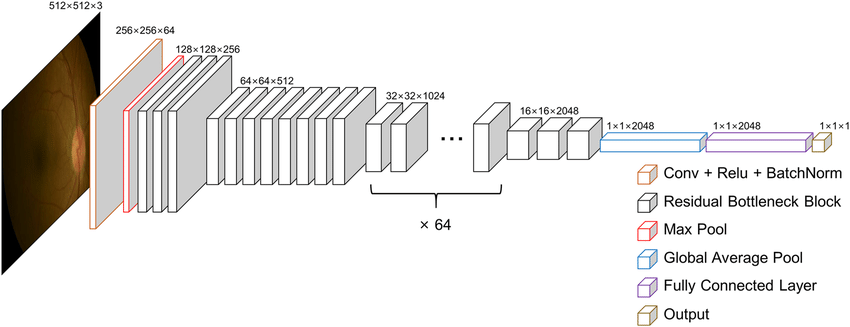 512×512×3
256×256×64
128×128×256
64×64×512
32×32×1024
16×16×2048
1×1×2048
1×1×2048
1×1×1
...
× 64
Conv + Relu + BatchNorm
Residual Bottleneck Block
Max Pool
Global Average Pool
Fully Connected Layer
Output